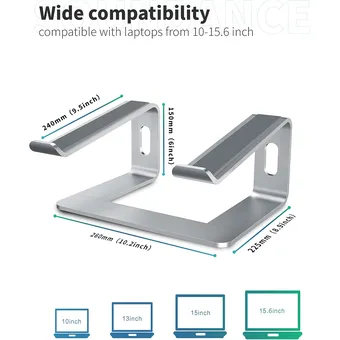 Wide compatibility
compatible with laptops from 10-15.6 inch
240mm (9.5inch)
150mm (6inch)
260mm (10.2inch)
225mm (8.9inch)
10inch
13inch
15inch
15.6inch